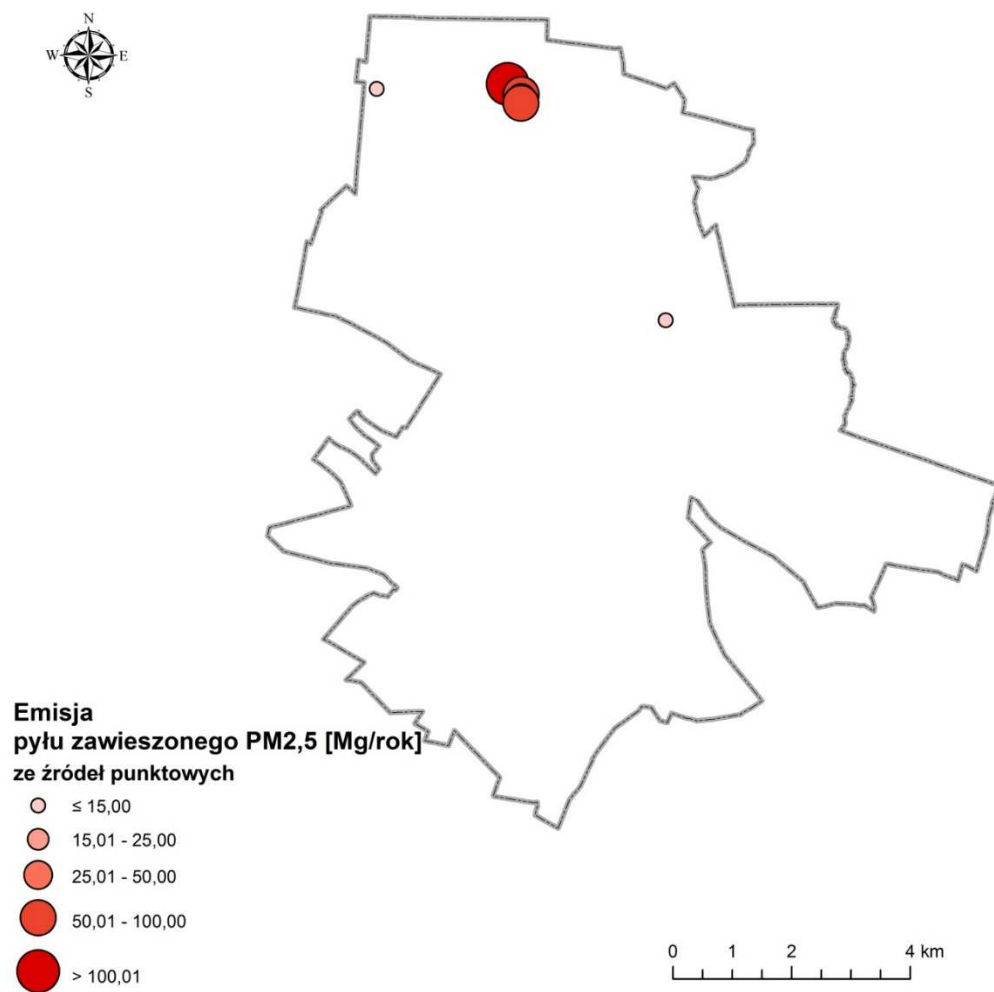 N
W E
S
Emisja
pyłu zawieszonego PM2,5 [Mg/rok]
ze źródeł punktowych
≤ 15,00
15,01 - 25,00
25,01 - 50,00
50,01 - 100,00
> 100,01
0 1 2 4 km